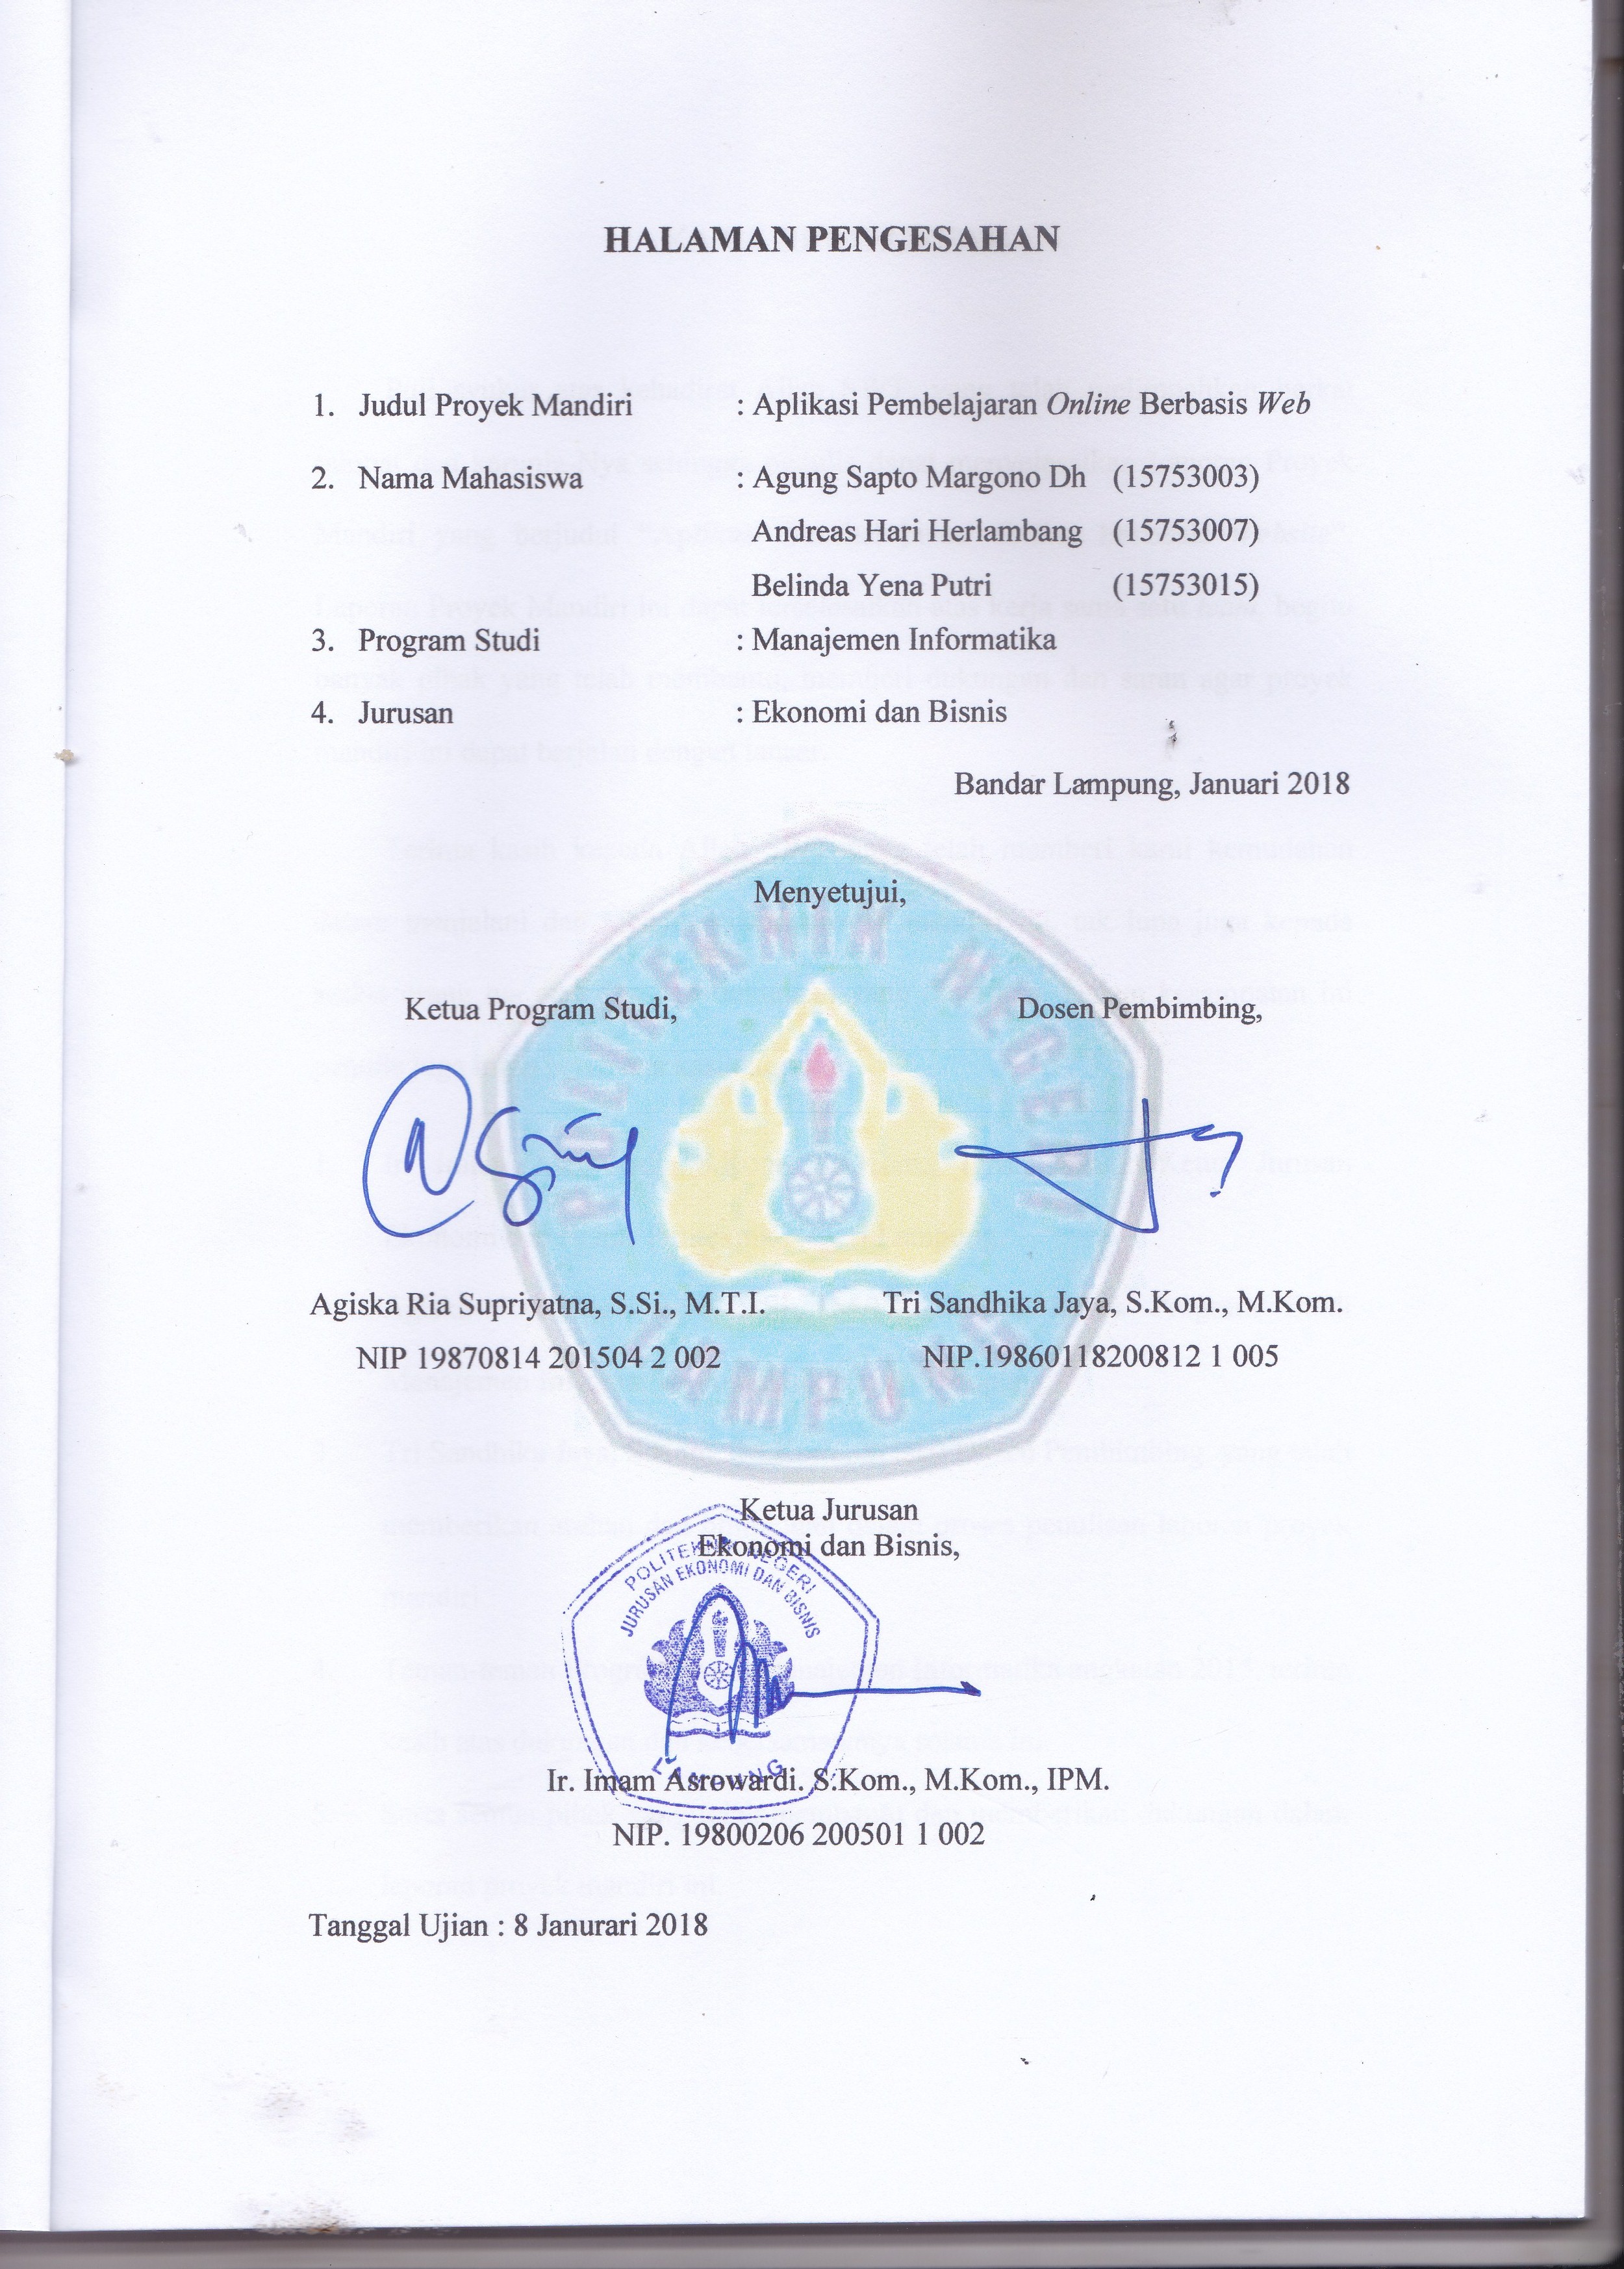 HALAMAN PENGESAHAN
1. Judul Proyek Mandiri : Aplikasi Pembelajaran Online Berbasis Web
2. Nama Mahasiswa : Agung Sapto Margono Dh (15753003)
Andreas Hari Herlambang (15753007)
Belinda Yena Putri (15753015)
3. Program Studi : Manajemen Informatika
4. Jurusan : Ekonomi dan Bisnis
Bandar Lampung, Januari 2018
Menyetujui,
POLITEKNIK NEGERI
Ketua Program Studi, Dosen Pembimbing,
Agiska Ria Supriyatna, S.Si., M.T.I. Tri Sandhika Jaya, S.Kom., M.Kom.
NIP 19870814 201504 2 002 NIP.19860118200812 1 005
LAMPUNG
Ketua Jurusan
Ekonomi dan Bisnis,
POLITEKNIK NEGERI
JURUSAN EKONOMI DAN BISNIS
LAMPUNG
Ir. Imam Asrowardi. S.Kom., M.Kom., IPM.
NIP. 19800206 200501 1 002
Tanggal Ujian : 8 Janurari 2018